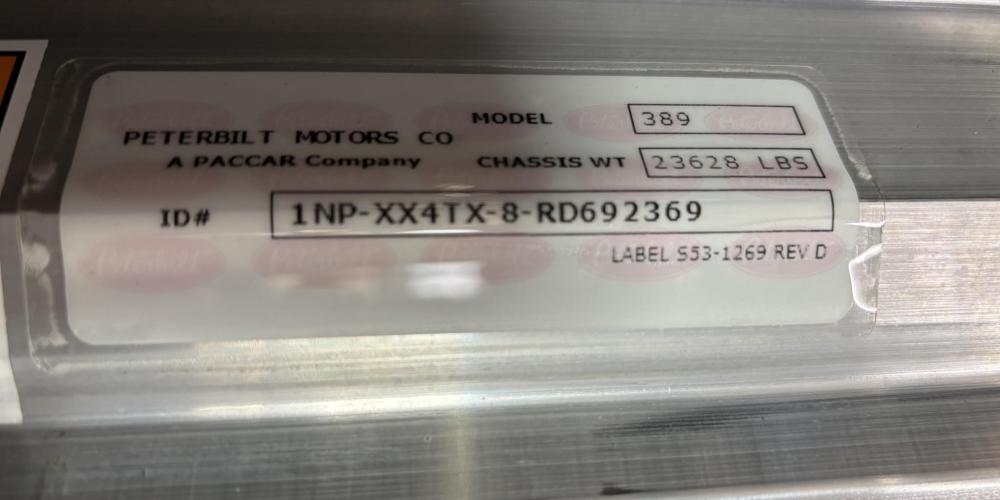 PETERBILT MOTORS CO
A PACCAR Company
MODEL 389
CHASSIS WT 23628 LBS
ID# 1NP-XX4TX-8-RD692369
LABEL S53-1269 REV D